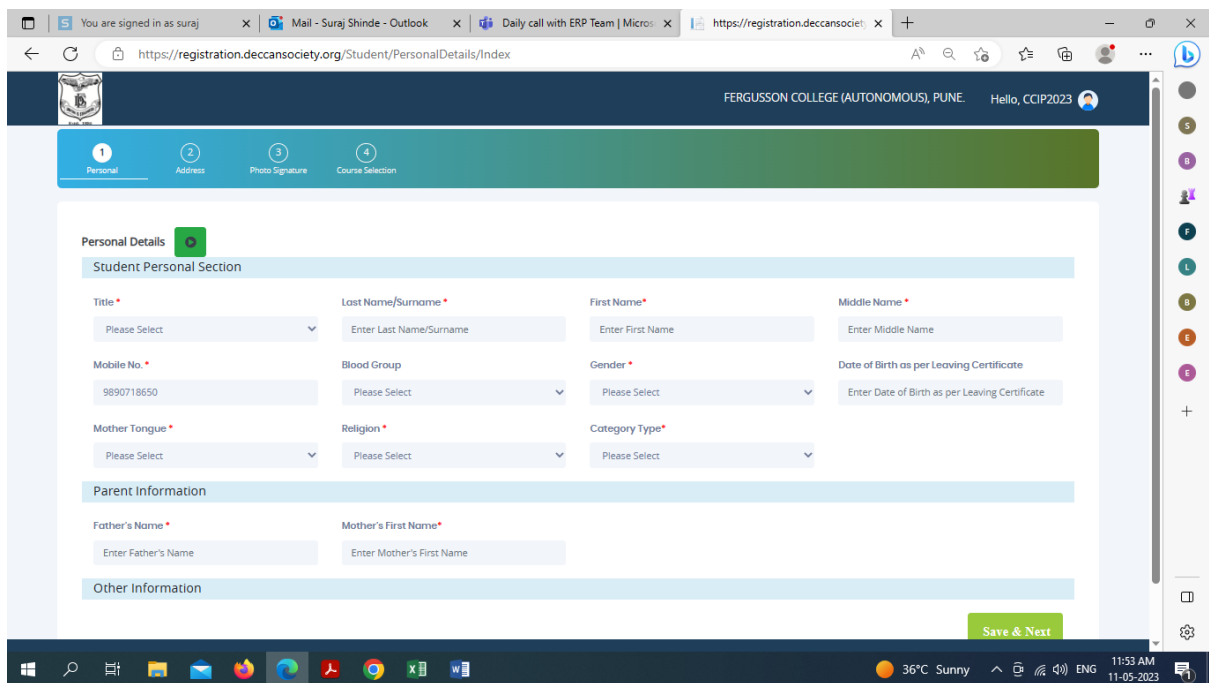 You are signed in as suraj
Mail - Suraj Shinde - Outlook
Daily call with ERP Team | Micros
https://registration.deccansociet
https://registration.deccansociety.org/Student/PersonalDetails/Index
FERGUSSON COLLEGE (AUTONOMOUS), PUNE. Hello, CCIP2023
1 2 3 4
Personal Address Photo Signature Course Selection
Personal Details
Student Personal Section
Title * Last Name/Surname * First Name* Middle Name *
Please Select Enter Last Name/Surname Enter First Name Enter Middle Name
Mobile No. * Blood Group Gender * Date of Birth as per Leaving Certificate
9890718650 Please Select Please Select Enter Date of Birth as per Leaving Certificate
Mother Tongue * Religion * Category Type*
Please Select Please Select Please Select
Parent Information
Father's Name * Mother's First Name*
Enter Father's Name Enter Mother's First Name
Other Information
Save & Next
S
B
F
L
B
E
E
36°C Sunny ENG 11:53 AM
11-05-2023